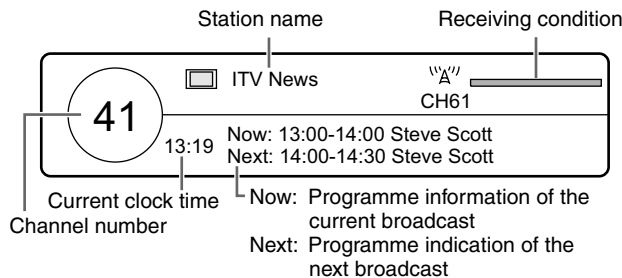 Station name
Receiving condition
ITV News
CH61
41
13:19
Now: 13:00-14:00 Steve Scott
Next: 14:00-14:30 Steve Scott
Current clock time
Channel number
Now: Programme information of the
current broadcast
Next: Programme indication of the
next broadcast